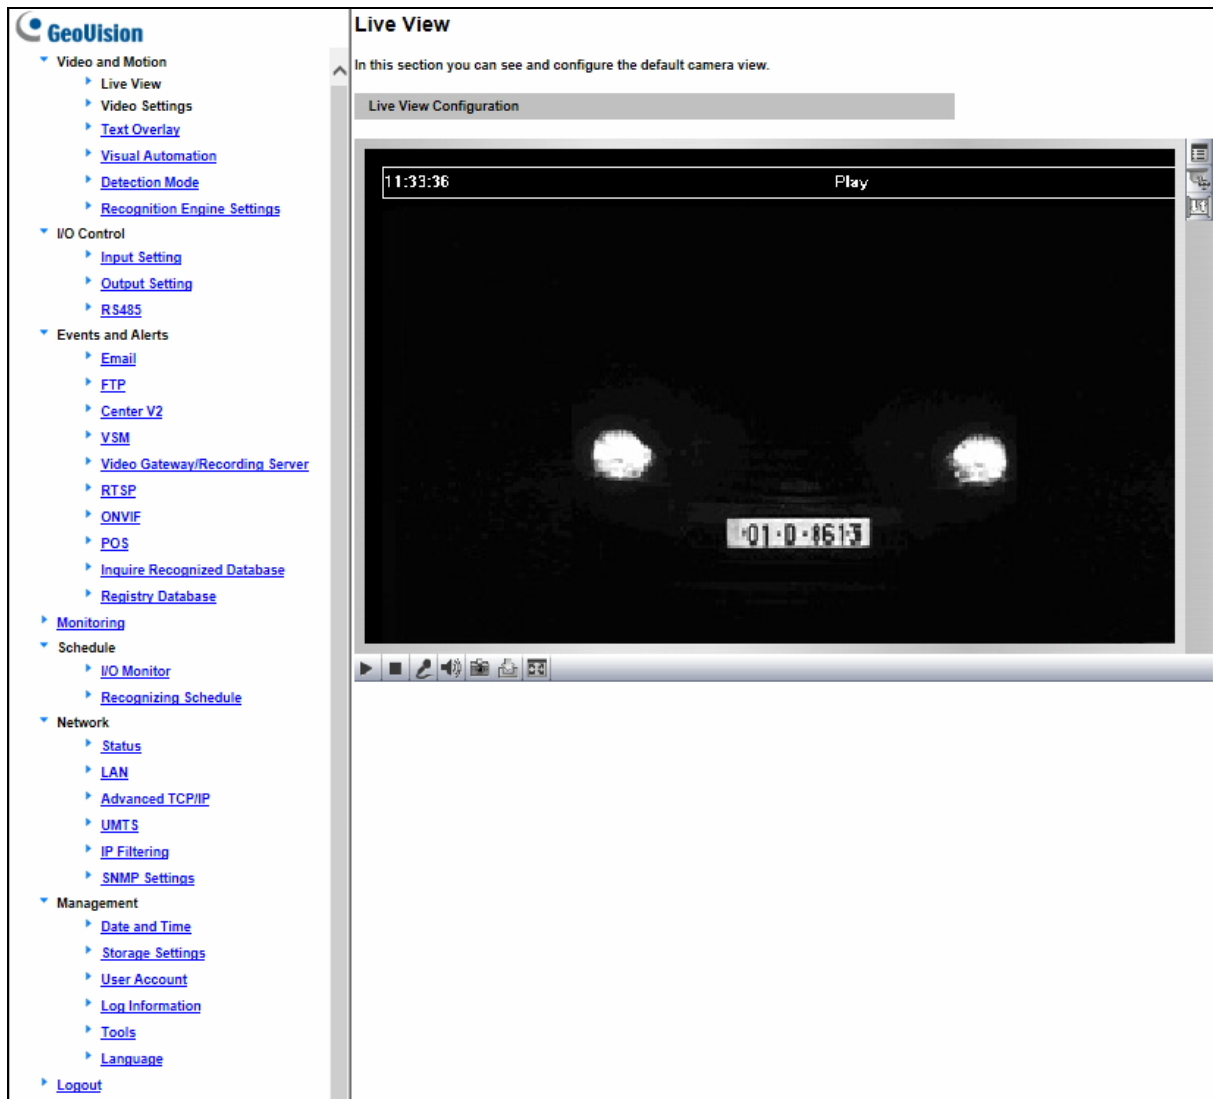 GeoVision
Video and Motion
Live View
Video Settings
Text Overlay
Visual Automation
Detection Mode
Recognition Engine Settings
I/O Control
Input Setting
Output Setting
RS485
Events and Alerts
Email
FTP
Center V2
VSM
Video Gateway/Recording Server
RTSP
ONVIF
POS
Inquire Recognized Database
Registry Database
Monitoring
Schedule
I/O Monitor
Recognizing Schedule
Network
Status
LAN
Advanced TCP/IP
UMTS
IP Filtering
SNMP Settings
Management
Date and Time
Storage Settings
User Account
Log Information
Tools
Language
Logout
Live View
In this section you can see and configure the default camera view.
Live View Configuration
11:33:36 Play
01-0-8613